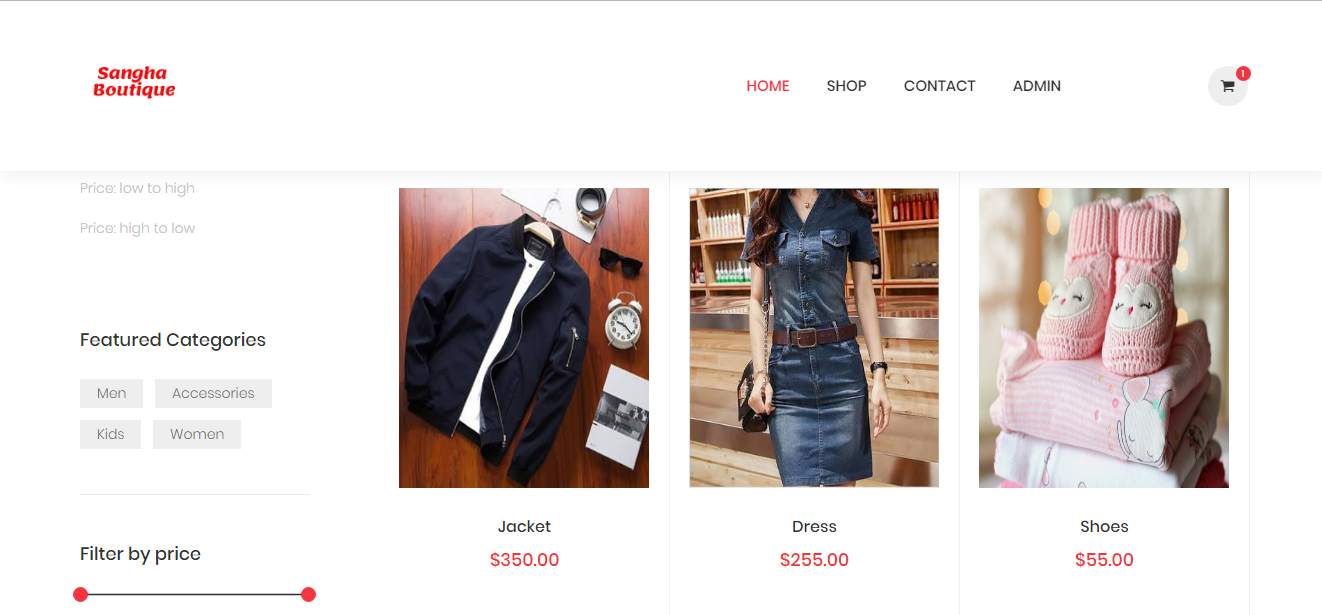 Sangha
Boutique
HOME SHOP CONTACT ADMIN
1
Price: low to high
Price: high to low
Featured Categories
Men Accessories
Kids Women
Filter by price
Jacket
$350.00
Dress
$255.00
Shoes
$55.00